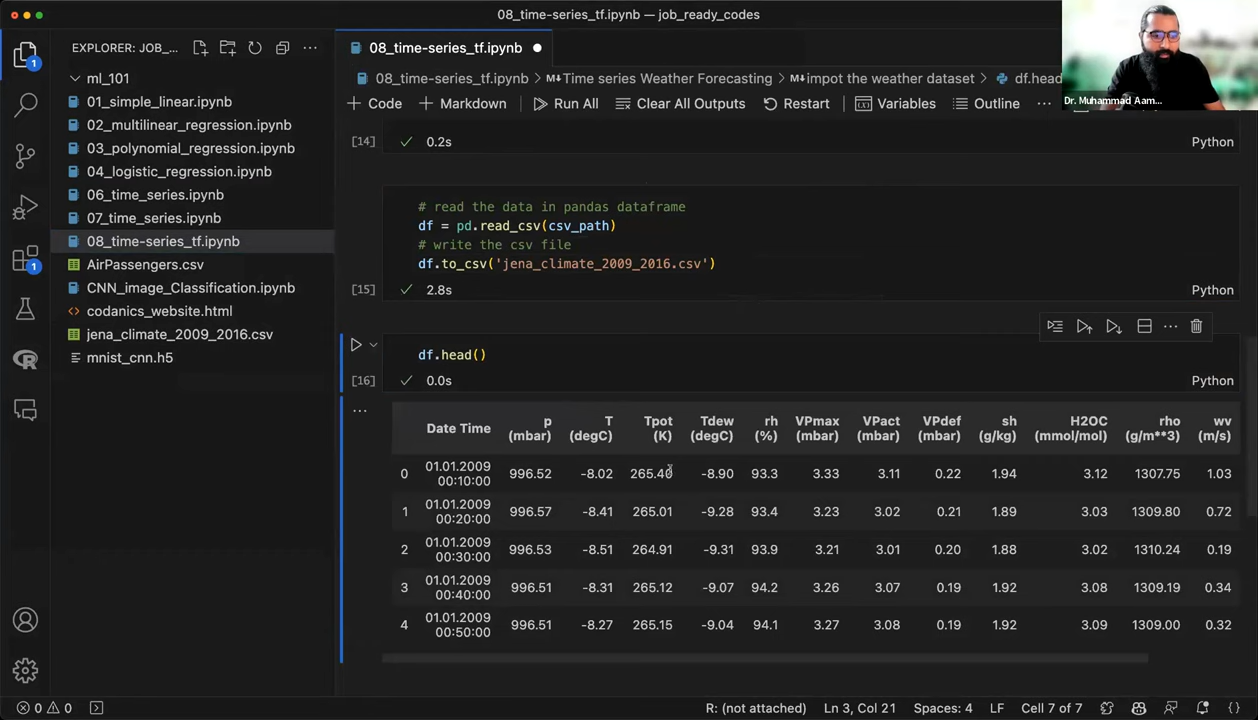 08_time-series_tf.ipynb — job_ready_codes
EXPLORER: JOB_...
08_time-series_tf.ipynb
ml_101
08_time-series_tf.ipynb > M↓Time series Weather Forecasting > M↓impot the weather dataset > df.head
Dr. Muhammad Aam...
01_simple_linear.ipynb
+ Code + Markdown Run All Clear All Outputs Restart Variables Outline ...
02_multilinear_regression.ipynb
03_polynomial_regression.ipynb
04_logistic_regression.ipynb
06_time_series.ipynb
07_time_series.ipynb
08_time-series_tf.ipynb
AirPassengers.csv
CNN_image_Classification.ipynb
codanics_website.html
jena_climate_2009_2016.csv
mnist_cnn.h5
1
1
[14] 0.2s Python
# read the data in pandas dataframe
df = pd.read_csv(csv_path)
# write the csv file
df.to_csv('jena_climate_2009_2016.csv')
[15] 2.8s Python
df.head()
[16] 0.0s Python
Date Time p (mbar) T (degC) Tpot (K) Tdew (degC) rh (%) VPmax (mbar) VPact (mbar) VPdef (mbar) sh (g/kg) H2OC (mmol/mol) rho (g/m**3) wv (m/s)
0 01.01.2009 00:10:00 996.52 -8.02 265.40 -8.90 93.3 3.33 3.11 0.22 1.94 3.12 1307.75 1.03
1 01.01.2009 00:20:00 996.57 -8.41 265.01 -9.28 93.4 3.23 3.02 0.21 1.89 3.03 1309.80 0.72
2 01.01.2009 00:30:00 996.53 -8.51 264.91 -9.31 93.9 3.21 3.01 0.20 1.88 3.02 1310.24 0.19
3 01.01.2009 00:40:00 996.51 -8.31 265.12 -9.07 94.2 3.26 3.07 0.19 1.92 3.08 1309.19 0.34
4 01.01.2009 00:50:00 996.51 -8.27 265.15 -9.04 94.1 3.27 3.08 0.19 1.92 3.09 1309.00 0.32
0 0 R: (not attached) Ln 3, Col 21 Spaces: 4 LF Cell 7 of 7